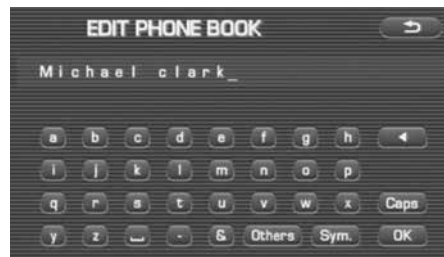 EDIT PHONE BOOK
Michael clark_
a b c d e f g h
i j k l m n o p
q r s t u v w x Caps
y z - & Others Sym. OK